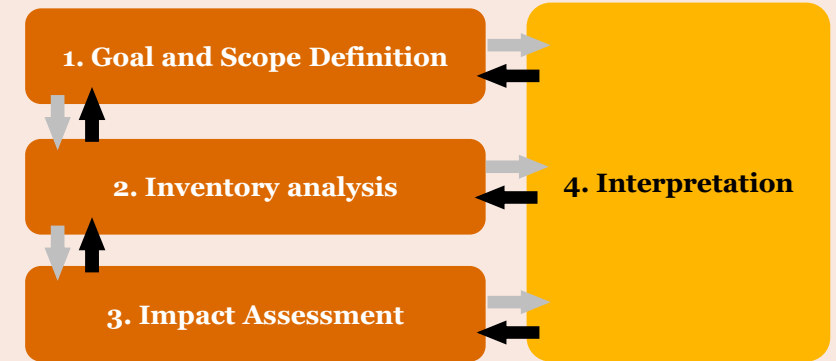 1. Goal and Scope Definition
2. Inventory analysis
4. Interpretation
3. Impact Assessment